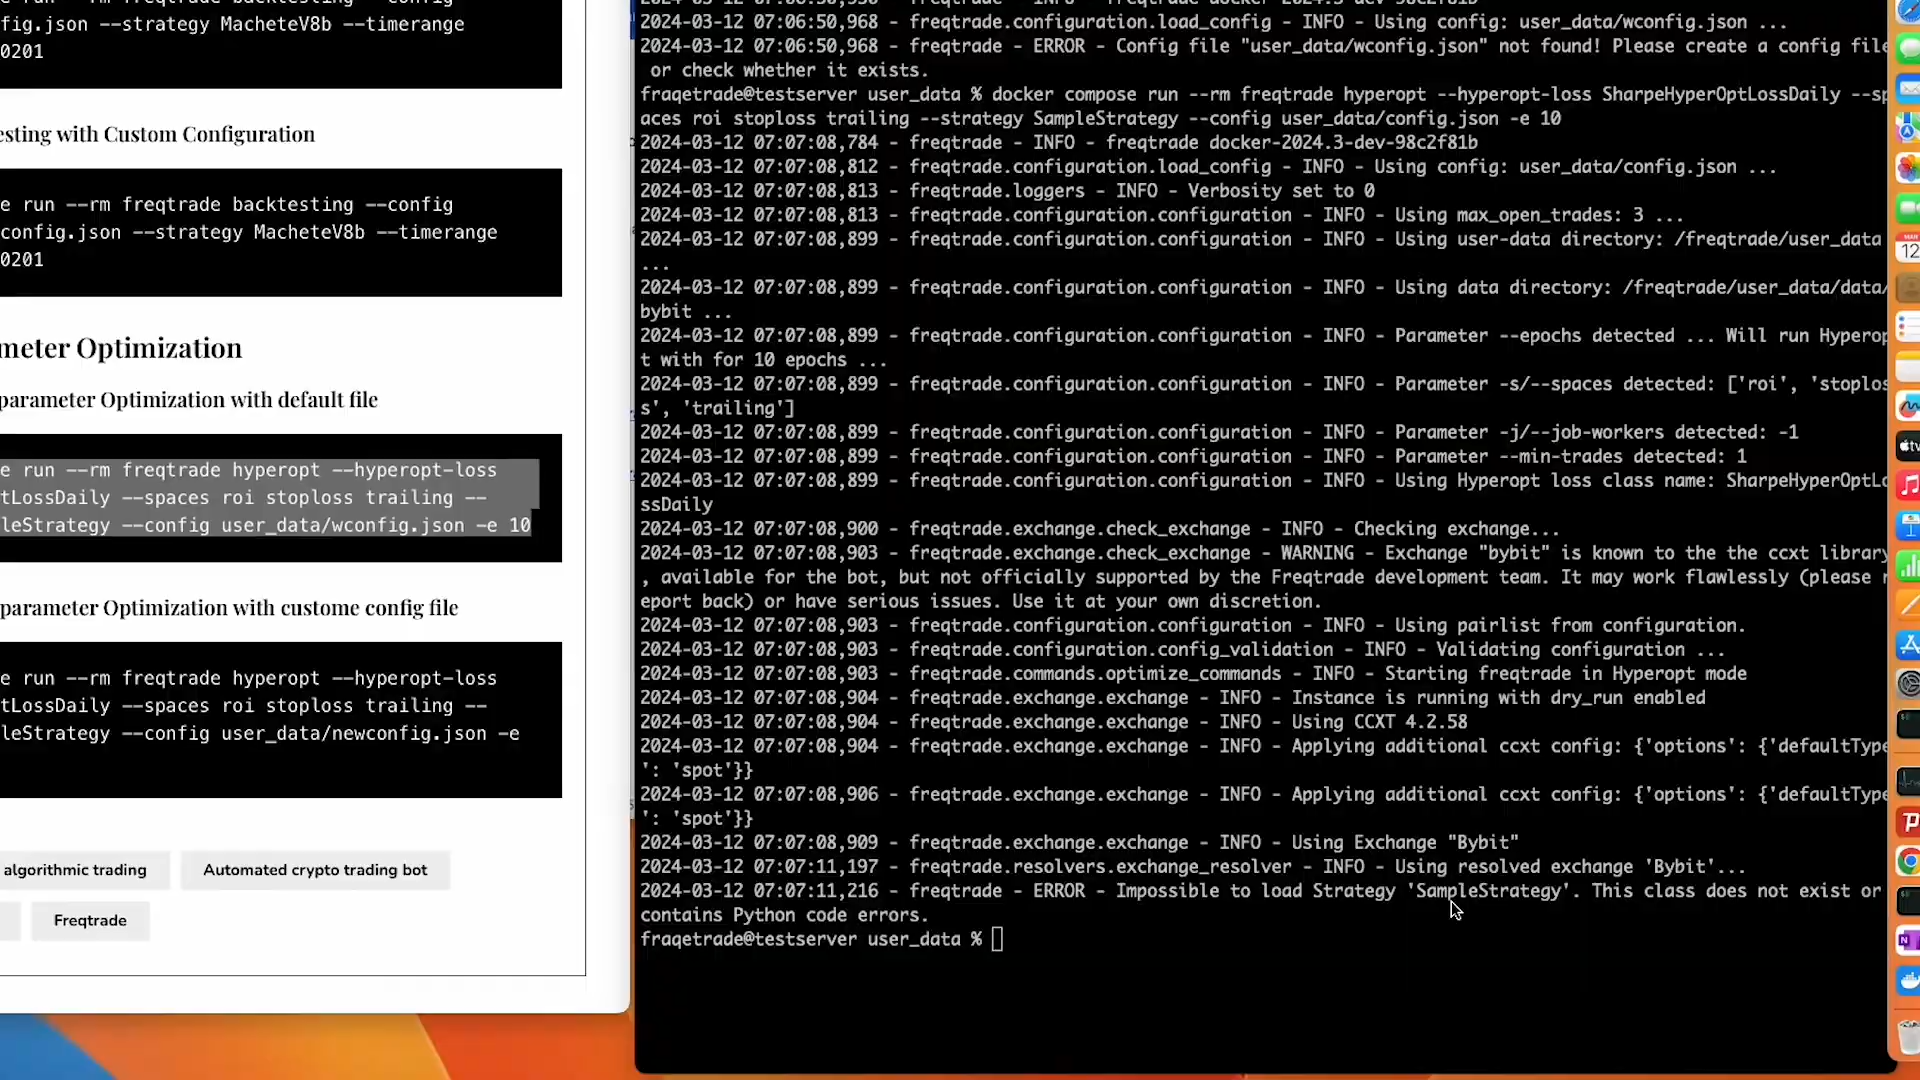 fig.json --strategy MacheteV8b --timerange
0201
esting with Custom Configuration
e run --rm freqtrade backtesting --config
config.json --strategy MacheteV8b --timerange
0201
meter Optimization
parameter Optimization with default file
e run --rm freqtrade hyperopt --hyperopt-loss
tLossDaily --spaces roi stoploss trailing --
leStrategy --config user_data/wconfig.json -e 10
parameter Optimization with custome config file
e run --rm freqtrade hyperopt --hyperopt-loss
tLossDaily --spaces roi stoploss trailing --
leStrategy --config user_data/newconfig.json -e
algorithmic trading
Automated crypto trading bot
Freqtrade
2024-03-12 07:06:50,968 - freqtrade.configuration.load_config - INFO - Using config: user_data/wconfig.json ...
2024-03-12 07:06:50,968 - freqtrade - ERROR - Config file "user_data/wconfig.json" not found! Please create a config file
or check whether it exists.
fraqetrade@testserver user_data % docker compose run --rm freqtrade hyperopt --hyperopt-loss SharpeHyperOptLossDaily --sp
aces roi stoploss trailing --strategy SampleStrategy --config user_data/config.json -e 10
2024-03-12 07:07:08,784 - freqtrade - INFO - freqtrade docker-2024.3-dev-98c2f81b
2024-03-12 07:07:08,812 - freqtrade.configuration.load_config - INFO - Using config: user_data/config.json ...
2024-03-12 07:07:08,813 - freqtrade.loggers - INFO - Verbosity set to 0
2024-03-12 07:07:08,813 - freqtrade.configuration.configuration - INFO - Using max_open_trades: 3 ...
2024-03-12 07:07:08,899 - freqtrade.configuration.configuration - INFO - Using user-data directory: /freqtrade/user_data
...
2024-03-12 07:07:08,899 - freqtrade.configuration.configuration - INFO - Using data directory: /freqtrade/user_data/data/
bybit ...
2024-03-12 07:07:08,899 - freqtrade.configuration.configuration - INFO - Parameter --epochs detected ... Will run Hyperop
t with for 10 epochs ...
2024-03-12 07:07:08,899 - freqtrade.configuration.configuration - INFO - Parameter -s/--spaces detected: ['roi', 'stoplos
s', 'trailing']
2024-03-12 07:07:08,899 - freqtrade.configuration.configuration - INFO - Parameter -j/--job-workers detected: -1
2024-03-12 07:07:08,899 - freqtrade.configuration.configuration - INFO - Parameter --min-trades detected: 1
2024-03-12 07:07:08,899 - freqtrade.configuration.configuration - INFO - Using Hyperopt loss class name: SharpeHyperOptLo
ssDaily
2024-03-12 07:07:08,900 - freqtrade.exchange.check_exchange - INFO - Checking exchange...
2024-03-12 07:07:08,903 - freqtrade.exchange.check_exchange - WARNING - Exchange "bybit" is known to the the ccxt library
, available for the bot, but not officially supported by the Freqtrade development team. It may work flawlessly (please r
eport back) or have serious issues. Use it at your own discretion.
2024-03-12 07:07:08,903 - freqtrade.configuration.configuration - INFO - Using pairlist from configuration.
2024-03-12 07:07:08,903 - freqtrade.configuration.config_validation - INFO - Validating configuration ...
2024-03-12 07:07:08,903 - freqtrade.commands.optimize_commands - INFO - Starting freqtrade in Hyperopt mode
2024-03-12 07:07:08,904 - freqtrade.exchange.exchange - INFO - Instance is running with dry_run enabled
2024-03-12 07:07:08,904 - freqtrade.exchange.exchange - INFO - Using CCXT 4.2.58
2024-03-12 07:07:08,904 - freqtrade.exchange.exchange - INFO - Applying additional ccxt config: {'options': {'defaultType
': 'spot'}}
2024-03-12 07:07:08,906 - freqtrade.exchange.exchange - INFO - Applying additional ccxt config: {'options': {'defaultType
': 'spot'}}
2024-03-12 07:07:08,909 - freqtrade.exchange.exchange - INFO - Using Exchange "Bybit"
2024-03-12 07:07:11,197 - freqtrade.resolvers.exchange_resolver - INFO - Using resolved exchange 'Bybit'...
2024-03-12 07:07:11,216 - freqtrade - ERROR - Impossible to load Strategy 'SampleStrategy'. This class does not exist or
contains Python code errors.
fraqetrade@testserver user_data %
MAR
12
tv